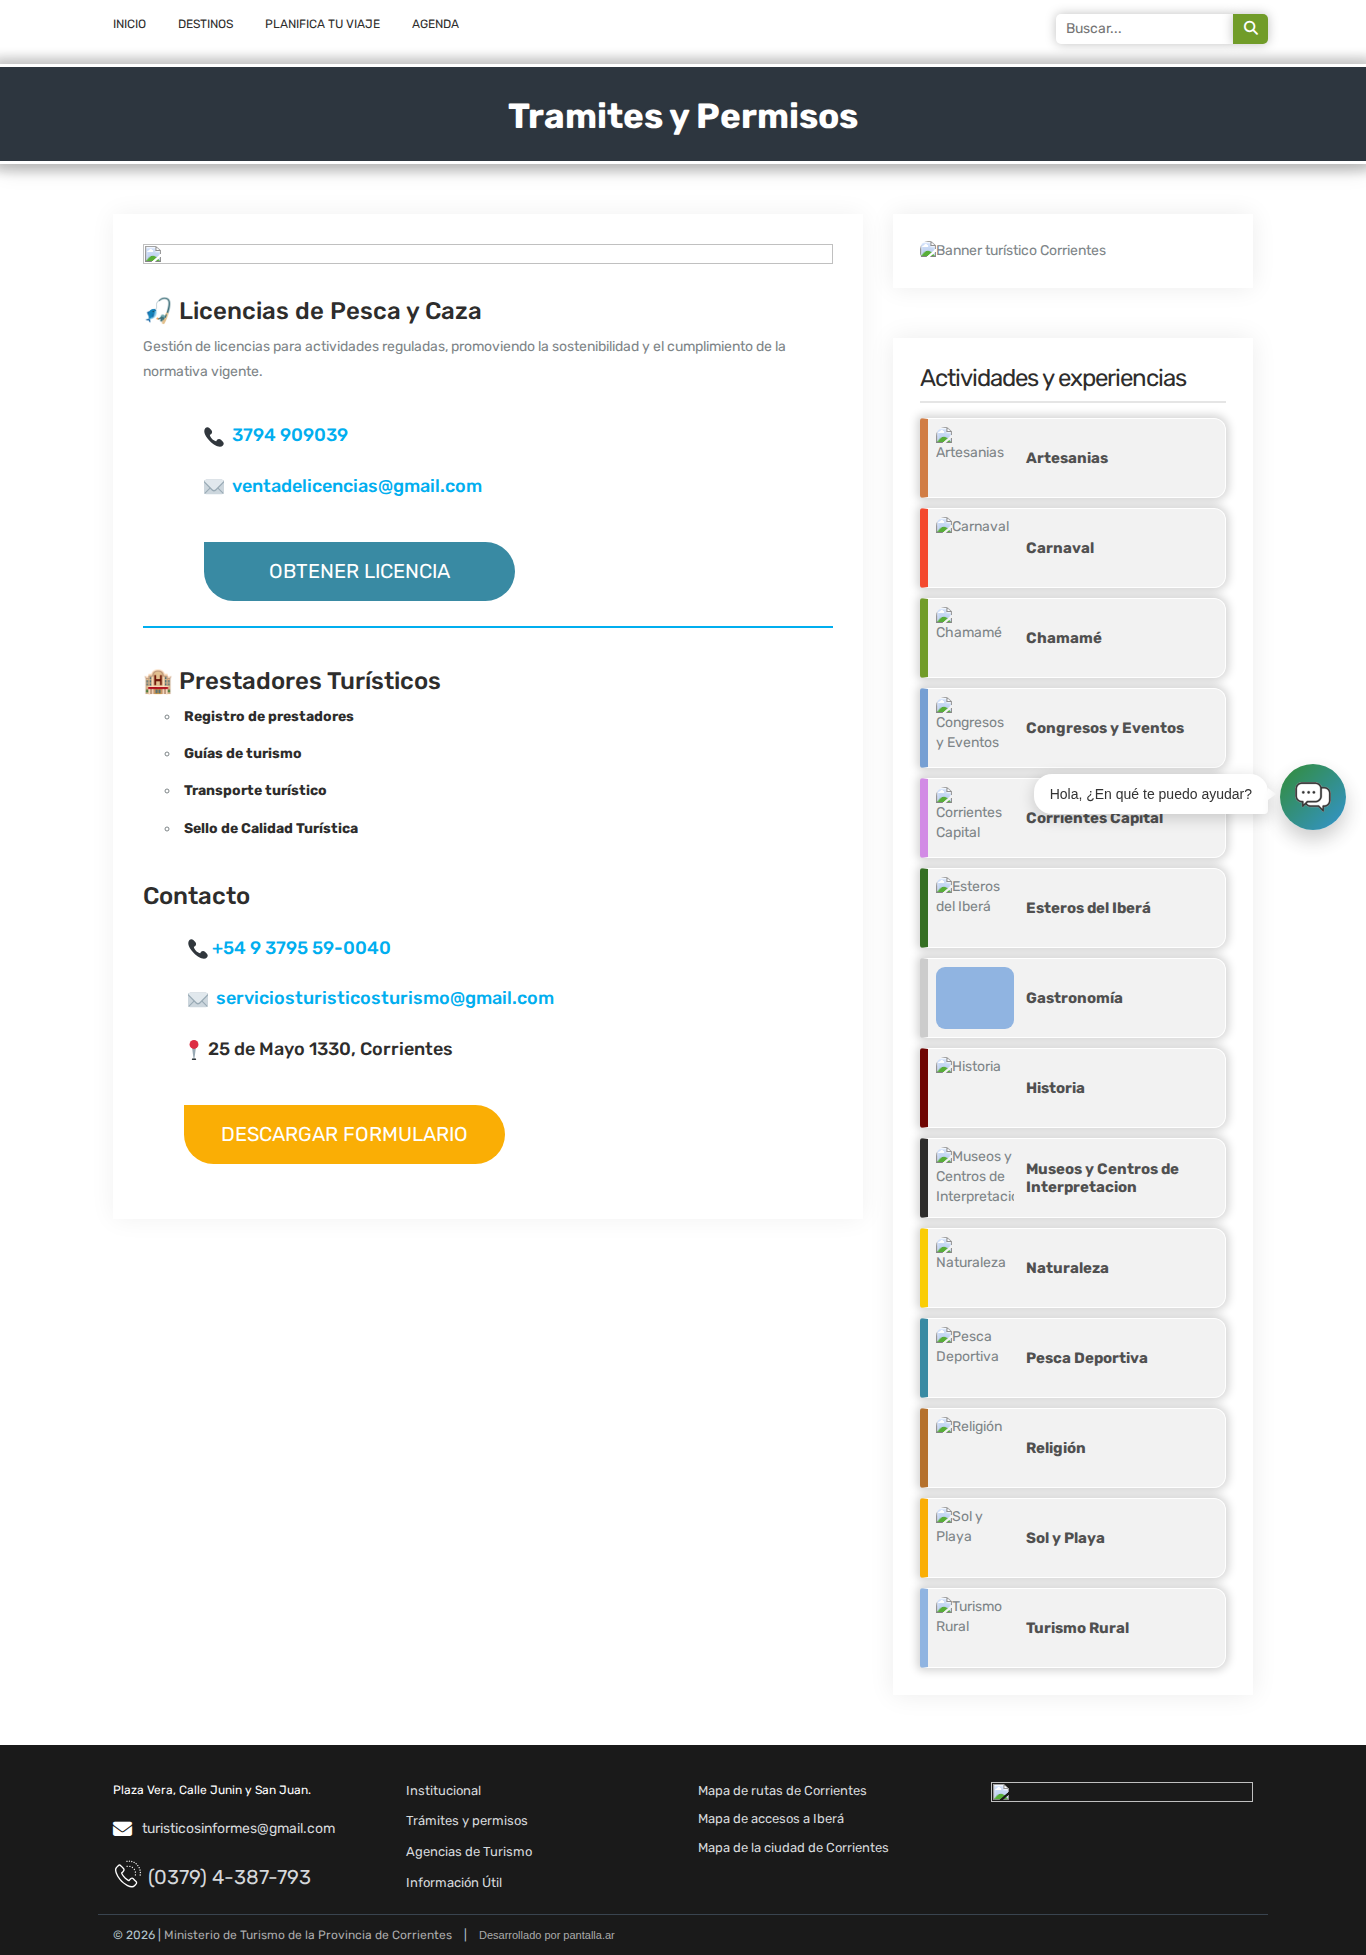 INICIO DESTINOS PLANIFICA TU VIAJE AGENDA
Buscar...
Tramites y Permisos
Licencias de Pesca y Caza
Gestión de licencias para actividades reguladas, promoviendo la sostenibilidad y el cumplimiento de la
normativa vigente.
3794 909039
ventadelicencias@gmail.com
OBTENER LICENCIA
Prestadores Turísticos
Registro de prestadores
Guías de turismo
Transporte turístico
Sello de Calidad Turística
Contacto
+54 9 3795 59-0040
serviciosturisticosturismo@gmail.com
25 de Mayo 1330, Corrientes
DESCARGAR FORMULARIO
Banner turístico Corrientes
Actividades y experiencias
Artesanias
Artesanias
Carnaval
Carnaval
Chamamé
Chamamé
Congresos
y Eventos
Congresos y Eventos
Hola, ¿En qué te puedo ayudar?
Corrientes
Capital
Corrientes Capital
Esteros
del Iberá
Esteros del Iberá
Gastronomía
Historia
Historia
Museos y
Centros de
Interpretacio
Museos y Centros de
Interpretacion
Naturaleza
Naturaleza
Pesca
Deportiva
Pesca Deportiva
Religión
Religión
Sol y
Playa
Sol y Playa
Turismo
Rural
Turismo Rural
Plaza Vera, Calle Junin y San Juan.
turisticosinformes@gmail.com
(0379) 4-387-793
Institucional
Trámites y permisos
Agencias de Turismo
Información Útil
Mapa de rutas de Corrientes
Mapa de accesos a Iberá
Mapa de la ciudad de Corrientes
© 2026 | Ministerio de Turismo de la Provincia de Corrientes | Desarrollado por pantalla.ar